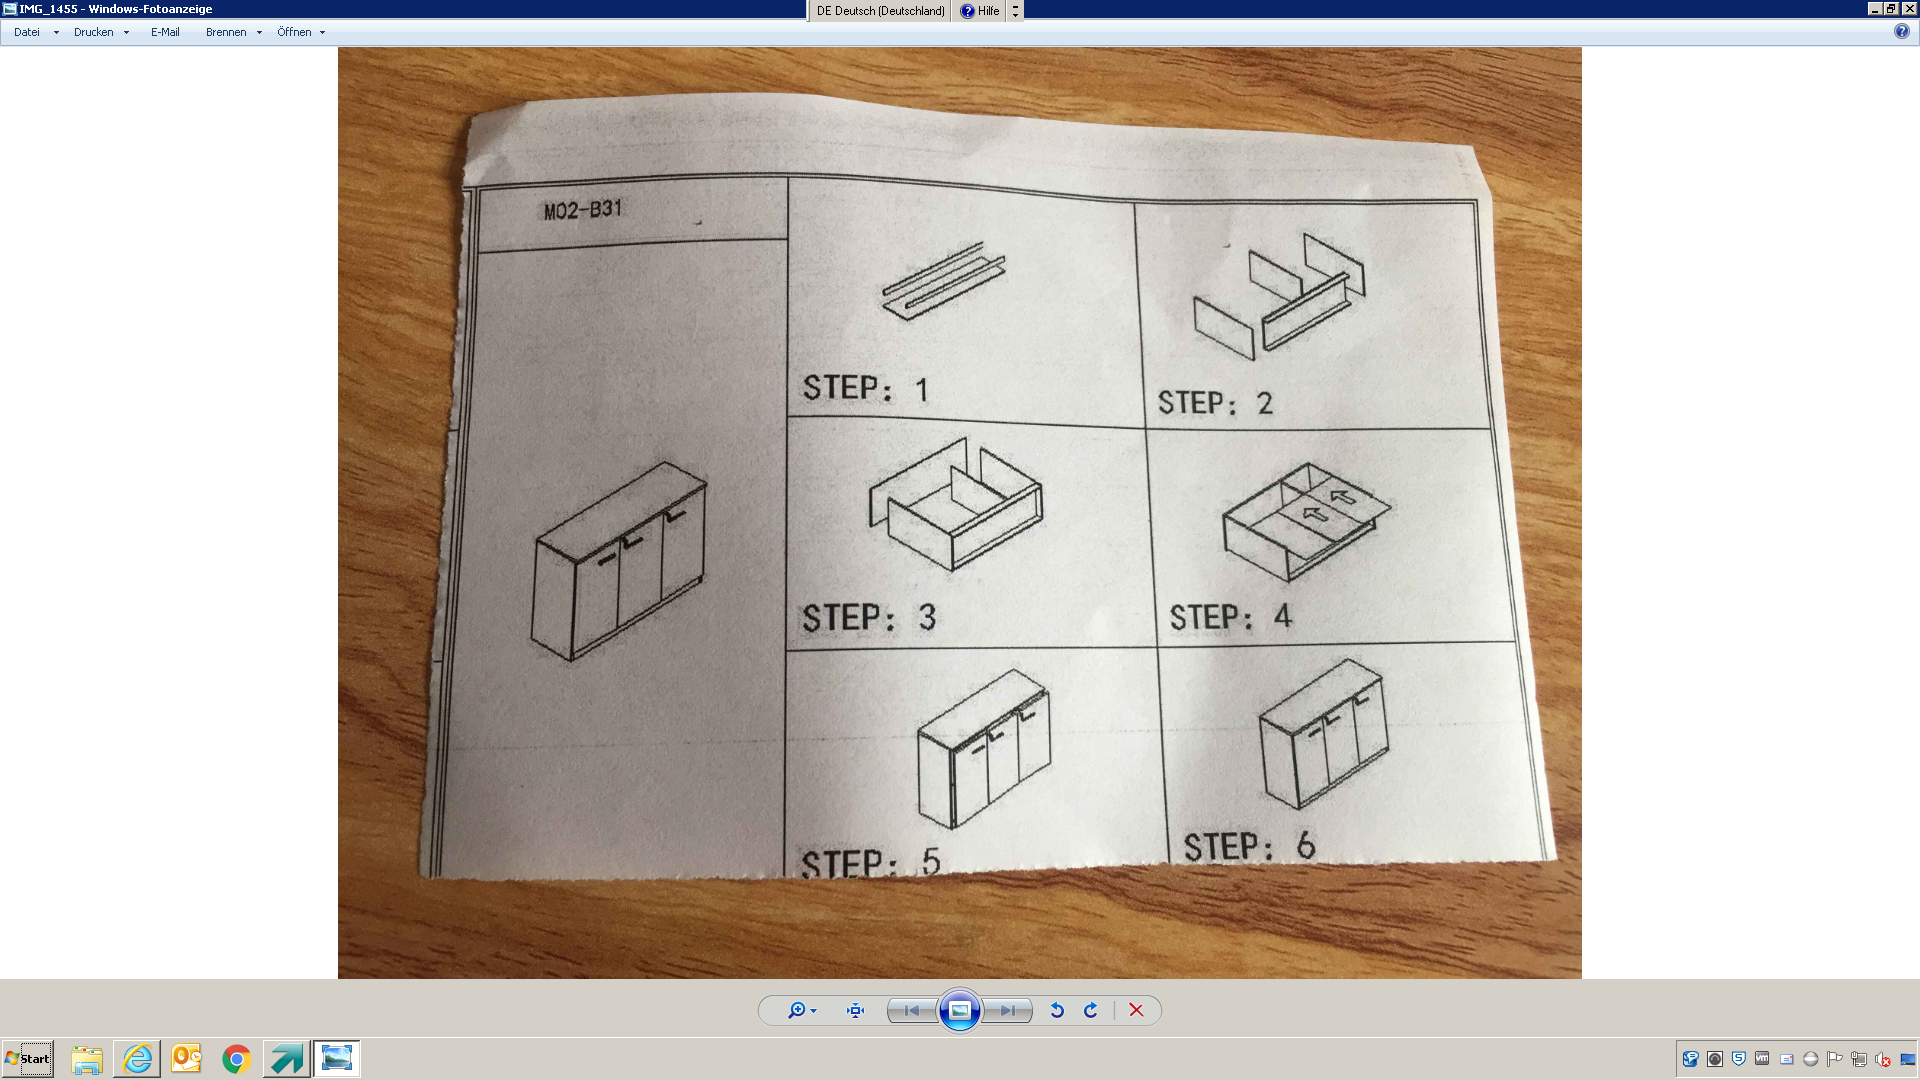 IMG_1455 - Windows-Fotoanzeige
DE Deutsch (Deutschland)
Hilfe
Datei
Drucken
E-Mail
Brennen
Öffnen
M02-B31
STEP: 1
STEP: 2
STEP: 3
STEP: 4
STEP: 5
STEP: 6
Start